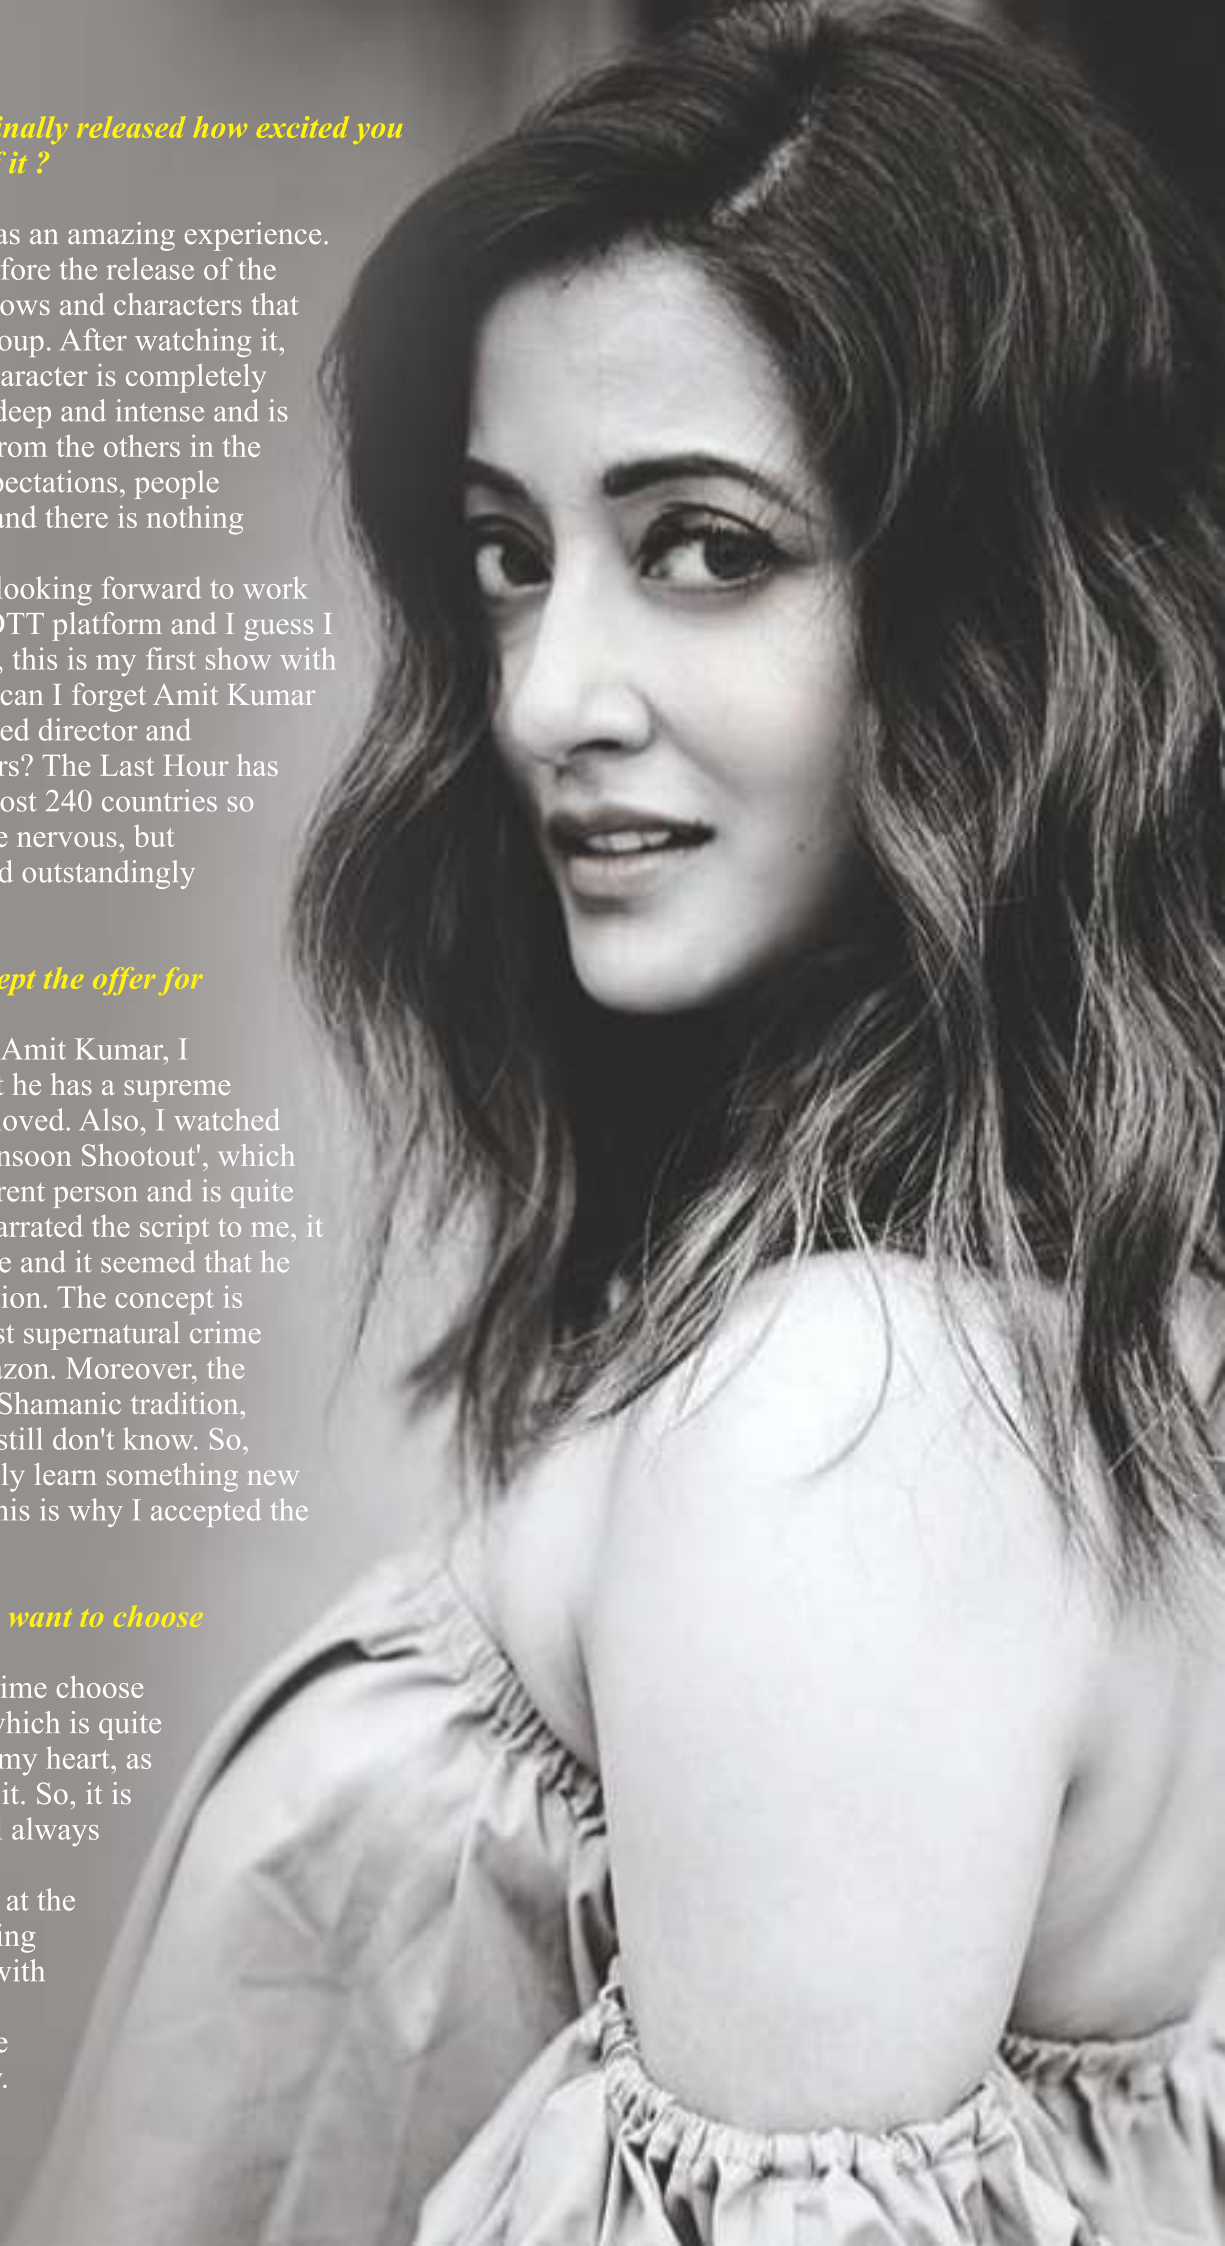 inally released how excited you
it ?
as an amazing experience.
fore the release of the
ows and characters that
oup. After watching it,
aracter is completely
deep and intense and is
rom the others in the
pectations, people
and there is nothing
looking forward to work
OTT platform and I guess I
, this is my first show with
can I forget Amit Kumar
ed director and
rs? The Last Hour has
ost 240 countries so
e nervous, but
d outstandingly
ept the offer for
Amit Kumar, I
t he has a supreme
loved. Also, I watched
nsoon Shootout', which
rent person and is quite
arrated the script to me, it
e and it seemed that he
ion. The concept is
st supernatural crime
azon. Moreover, the
Shamanic tradition,
still don't know. So,
ly learn something new
his is why I accepted the
want to choose
ime choose
which is quite
my heart, as
it. So, it is
l always
at the
ing
with
e
.